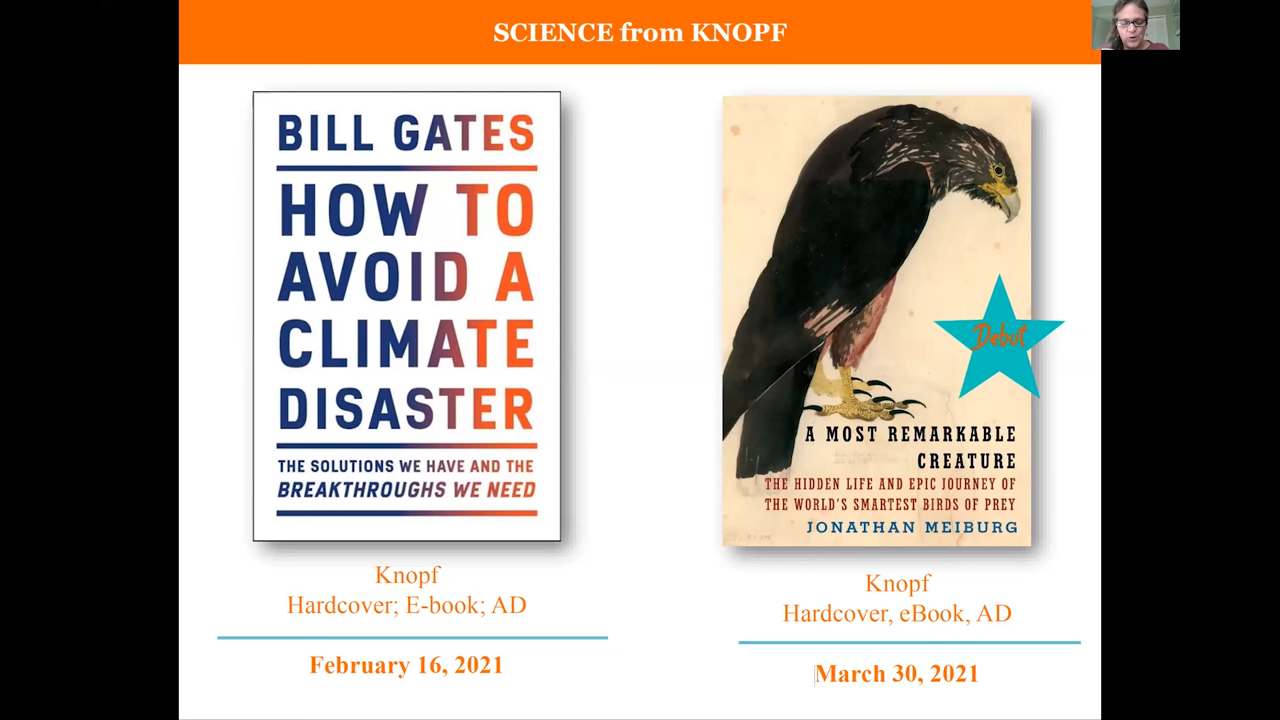 SCIENCE from KNOPF
BILL GATES
HOW TO
AVOID A
CLIMATE
DISASTER
THE SOLUTIONS WE HAVE AND THE
BREAKTHROUGHS WE NEED
Knopf
Hardcover; E-book; AD
February 16, 2021
Debut
A MOST REMARKABLE
CREATURE
THE HIDDEN LIFE AND EPIC JOURNEY OF
THE WORLD'S SMARTEST BIRDS OF PREY
JONATHAN MEIBURG
Knopf
Hardcover, eBook, AD
March 30, 2021